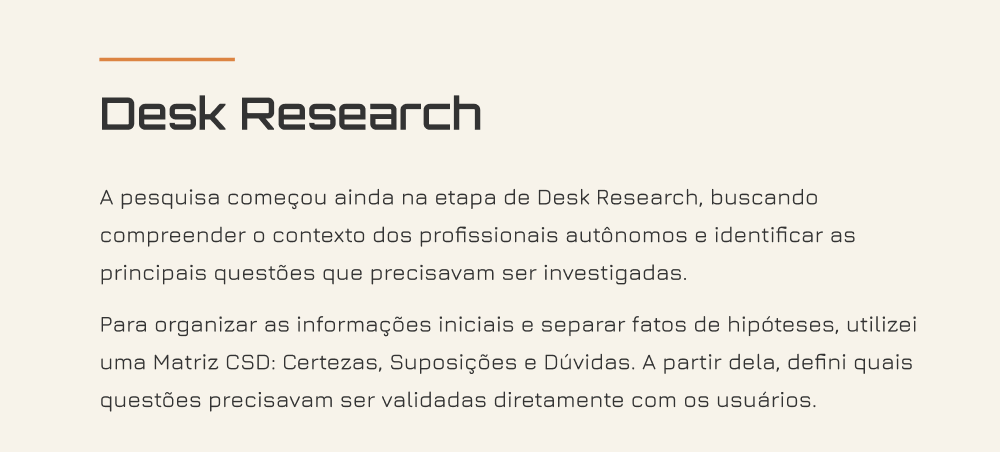 Desk Research
A pesquisa começou ainda na etapa de Desk Research, buscando
compreender o contexto dos profissionais autônomos e identificar as
principais questões que precisavam ser investigadas.
Para organizar as informações iniciais e separar fatos de hipóteses, utilizei
uma Matriz CSD: Certezas, Suposições e Dúvidas. A partir dela, defini quais
questões precisavam ser validadas diretamente com os usuários.